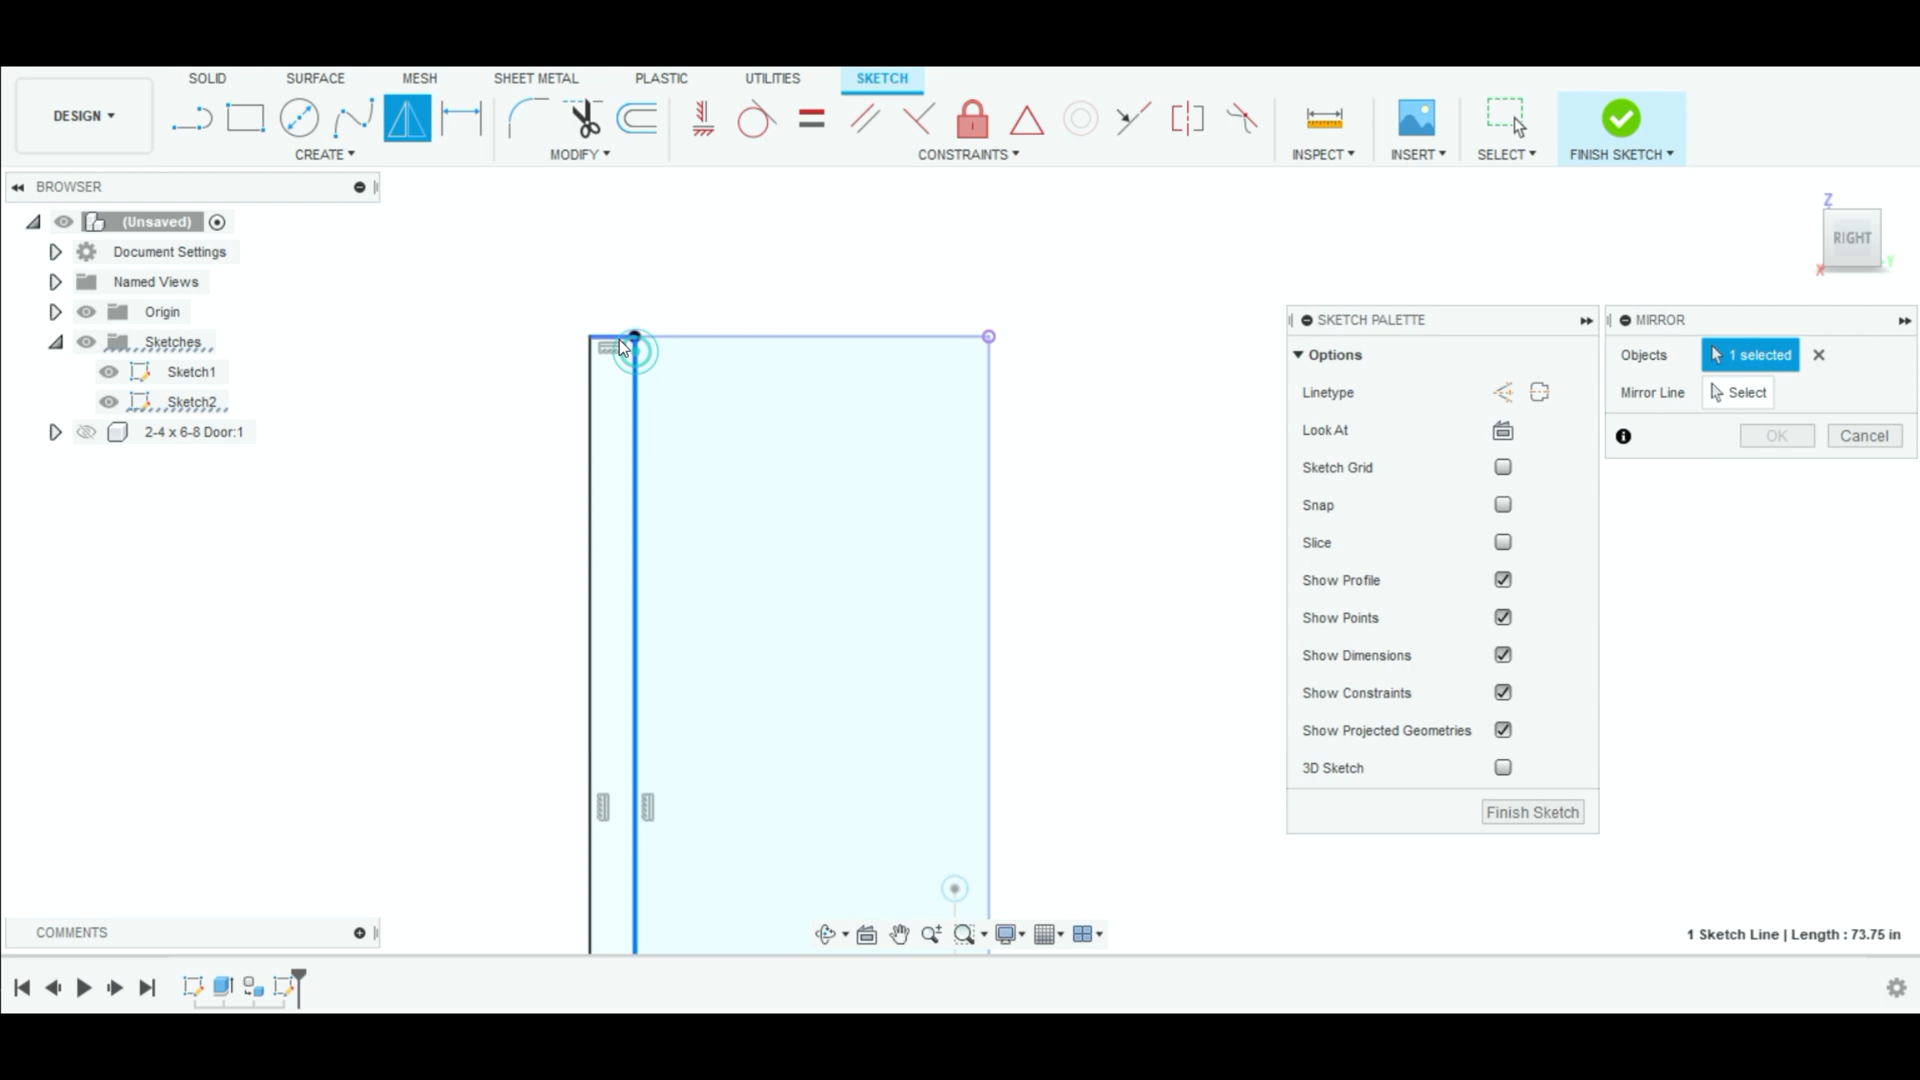 SOLID SURFACE MESH SHEET METAL PLASTIC UTILITIES SKETCH
DESIGN
CREATE MODIFY CONSTRAINTS INSPECT INSERT SELECT FINISH SKETCH
BROWSER
(Unsaved)
Document Settings
Named Views
Origin
Sketches
Sketch1
Sketch2
2-4 x 6-8 Door:1
Z
RIGHT
X
Y
SKETCH PALETTE
Options
Linetype
Look At
Sketch Grid
Snap
Slice
Show Profile
Show Points
Show Dimensions
Show Constraints
Show Projected Geometries
3D Sketch
Finish Sketch
MIRROR
Objects 1 selected
Mirror Line Select
OK Cancel
COMMENTS
1 Sketch Line | Length : 73.75 in